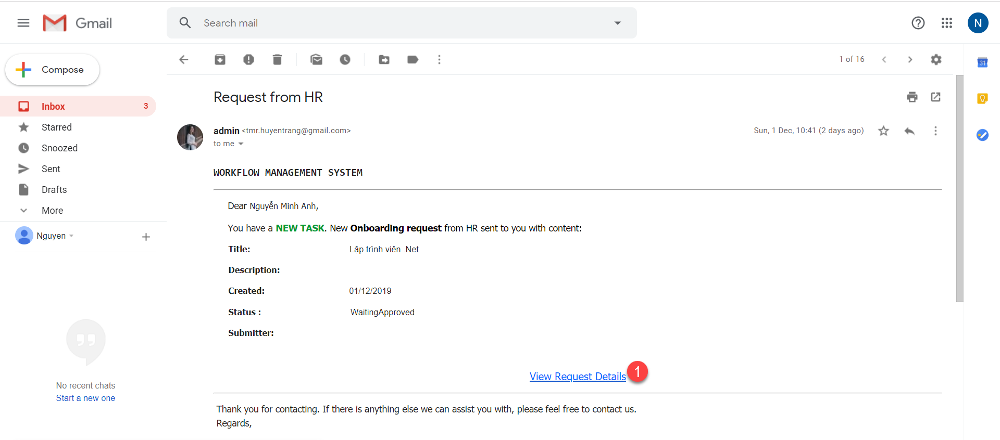 Gmail
Search mail
N
Compose
1 of 16
31
Inbox 3
Starred
Snoozed
Sent
Drafts
More
Nguyen
No recent chats
Start a new one
Request from HR
admin <tmr.huyentrang@gmail.com>
Sun, 1 Dec, 10:41 (2 days ago)
to me
WORKFLOW MANAGEMENT SYSTEM
Dear Nguyễn Minh Anh,
You have a NEW TASK. New Onboarding request from HR sent to you with content:
Title: Lập trình viên .Net
Description:
Created: 01/12/2019
Status : WaitingApproved
Submitter:
View Request Details 1
Thank you for contacting. If there is anything else we can assist you with, please feel free to contact us.
Regards,